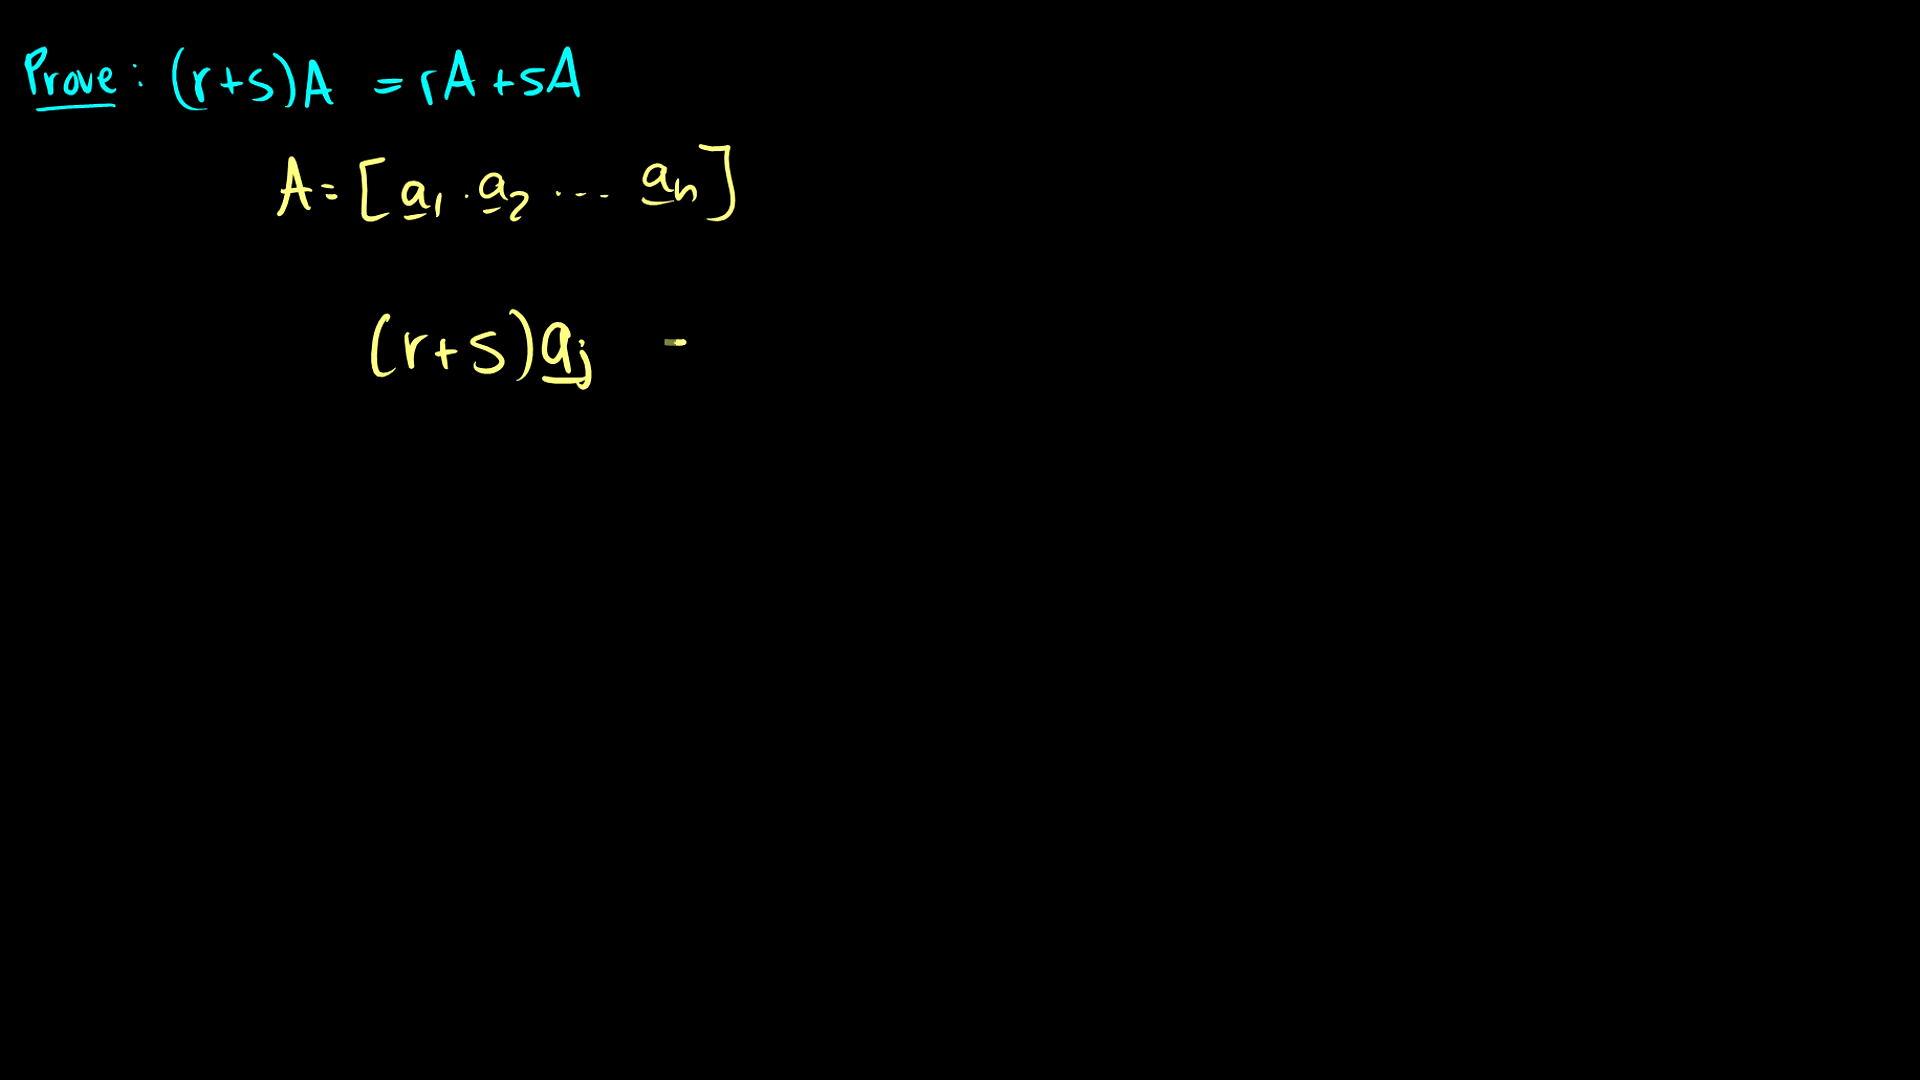 Prove : (r+s)A = rA + sA
A = [a₁ . a₂ ... aₙ]
(r+s)aⱼ -